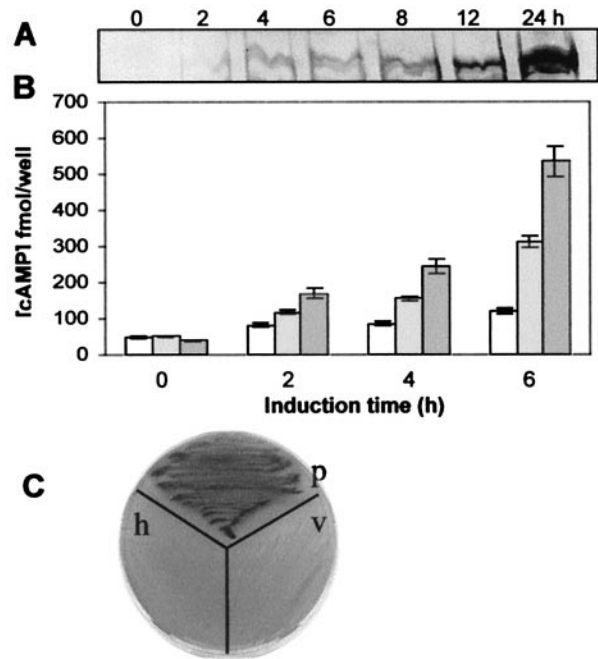 A 0 2 4 6 8 12 24 h
B
700
600
500
400
300
200
100
0
[cAMP] fmol/well
0 2 4 6
Induction time (h)
C
p
h
v